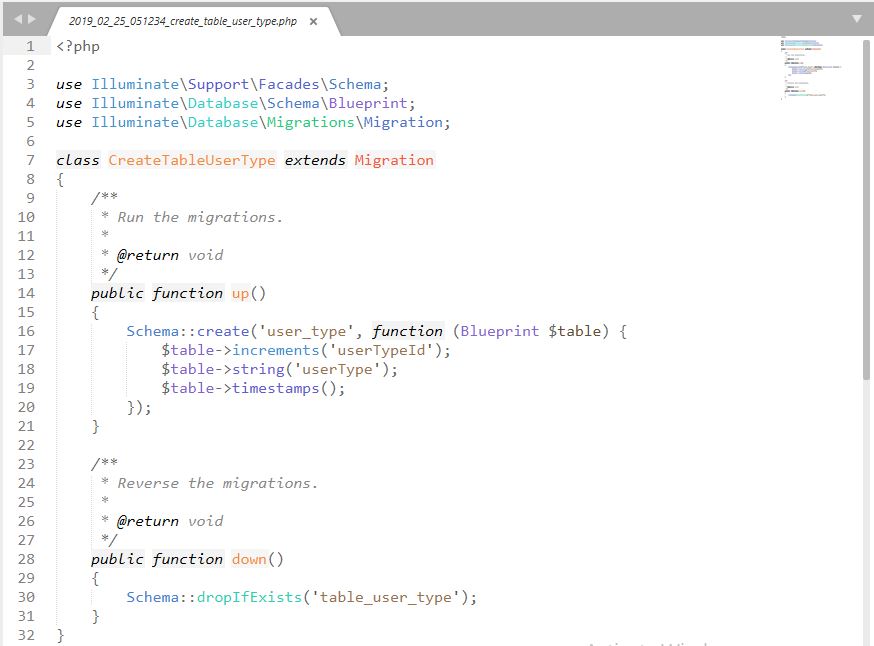 2019_02_25_051234_create_table_user_type.php ×
1 <?php
2
3 use Illuminate\Support\Facades\Schema;
4 use Illuminate\Database\Schema\Blueprint;
5 use Illuminate\Database\Migrations\Migration;
6
7 class CreateTableUserType extends Migration
8 {
9     /**
10      * Run the migrations.
11      *
12      * @return void
13      */
14     public function up()
15     {
16         Schema::create('user_type', function (Blueprint $table) {
17             $table->increments('userTypeId');
18             $table->string('userType');
19             $table->timestamps();
20         });
21     }
22
23     /**
24      * Reverse the migrations.
25      *
26      * @return void
27      */
28     public function down()
29     {
30         Schema::dropIfExists('table_user_type');
31     }
32 }